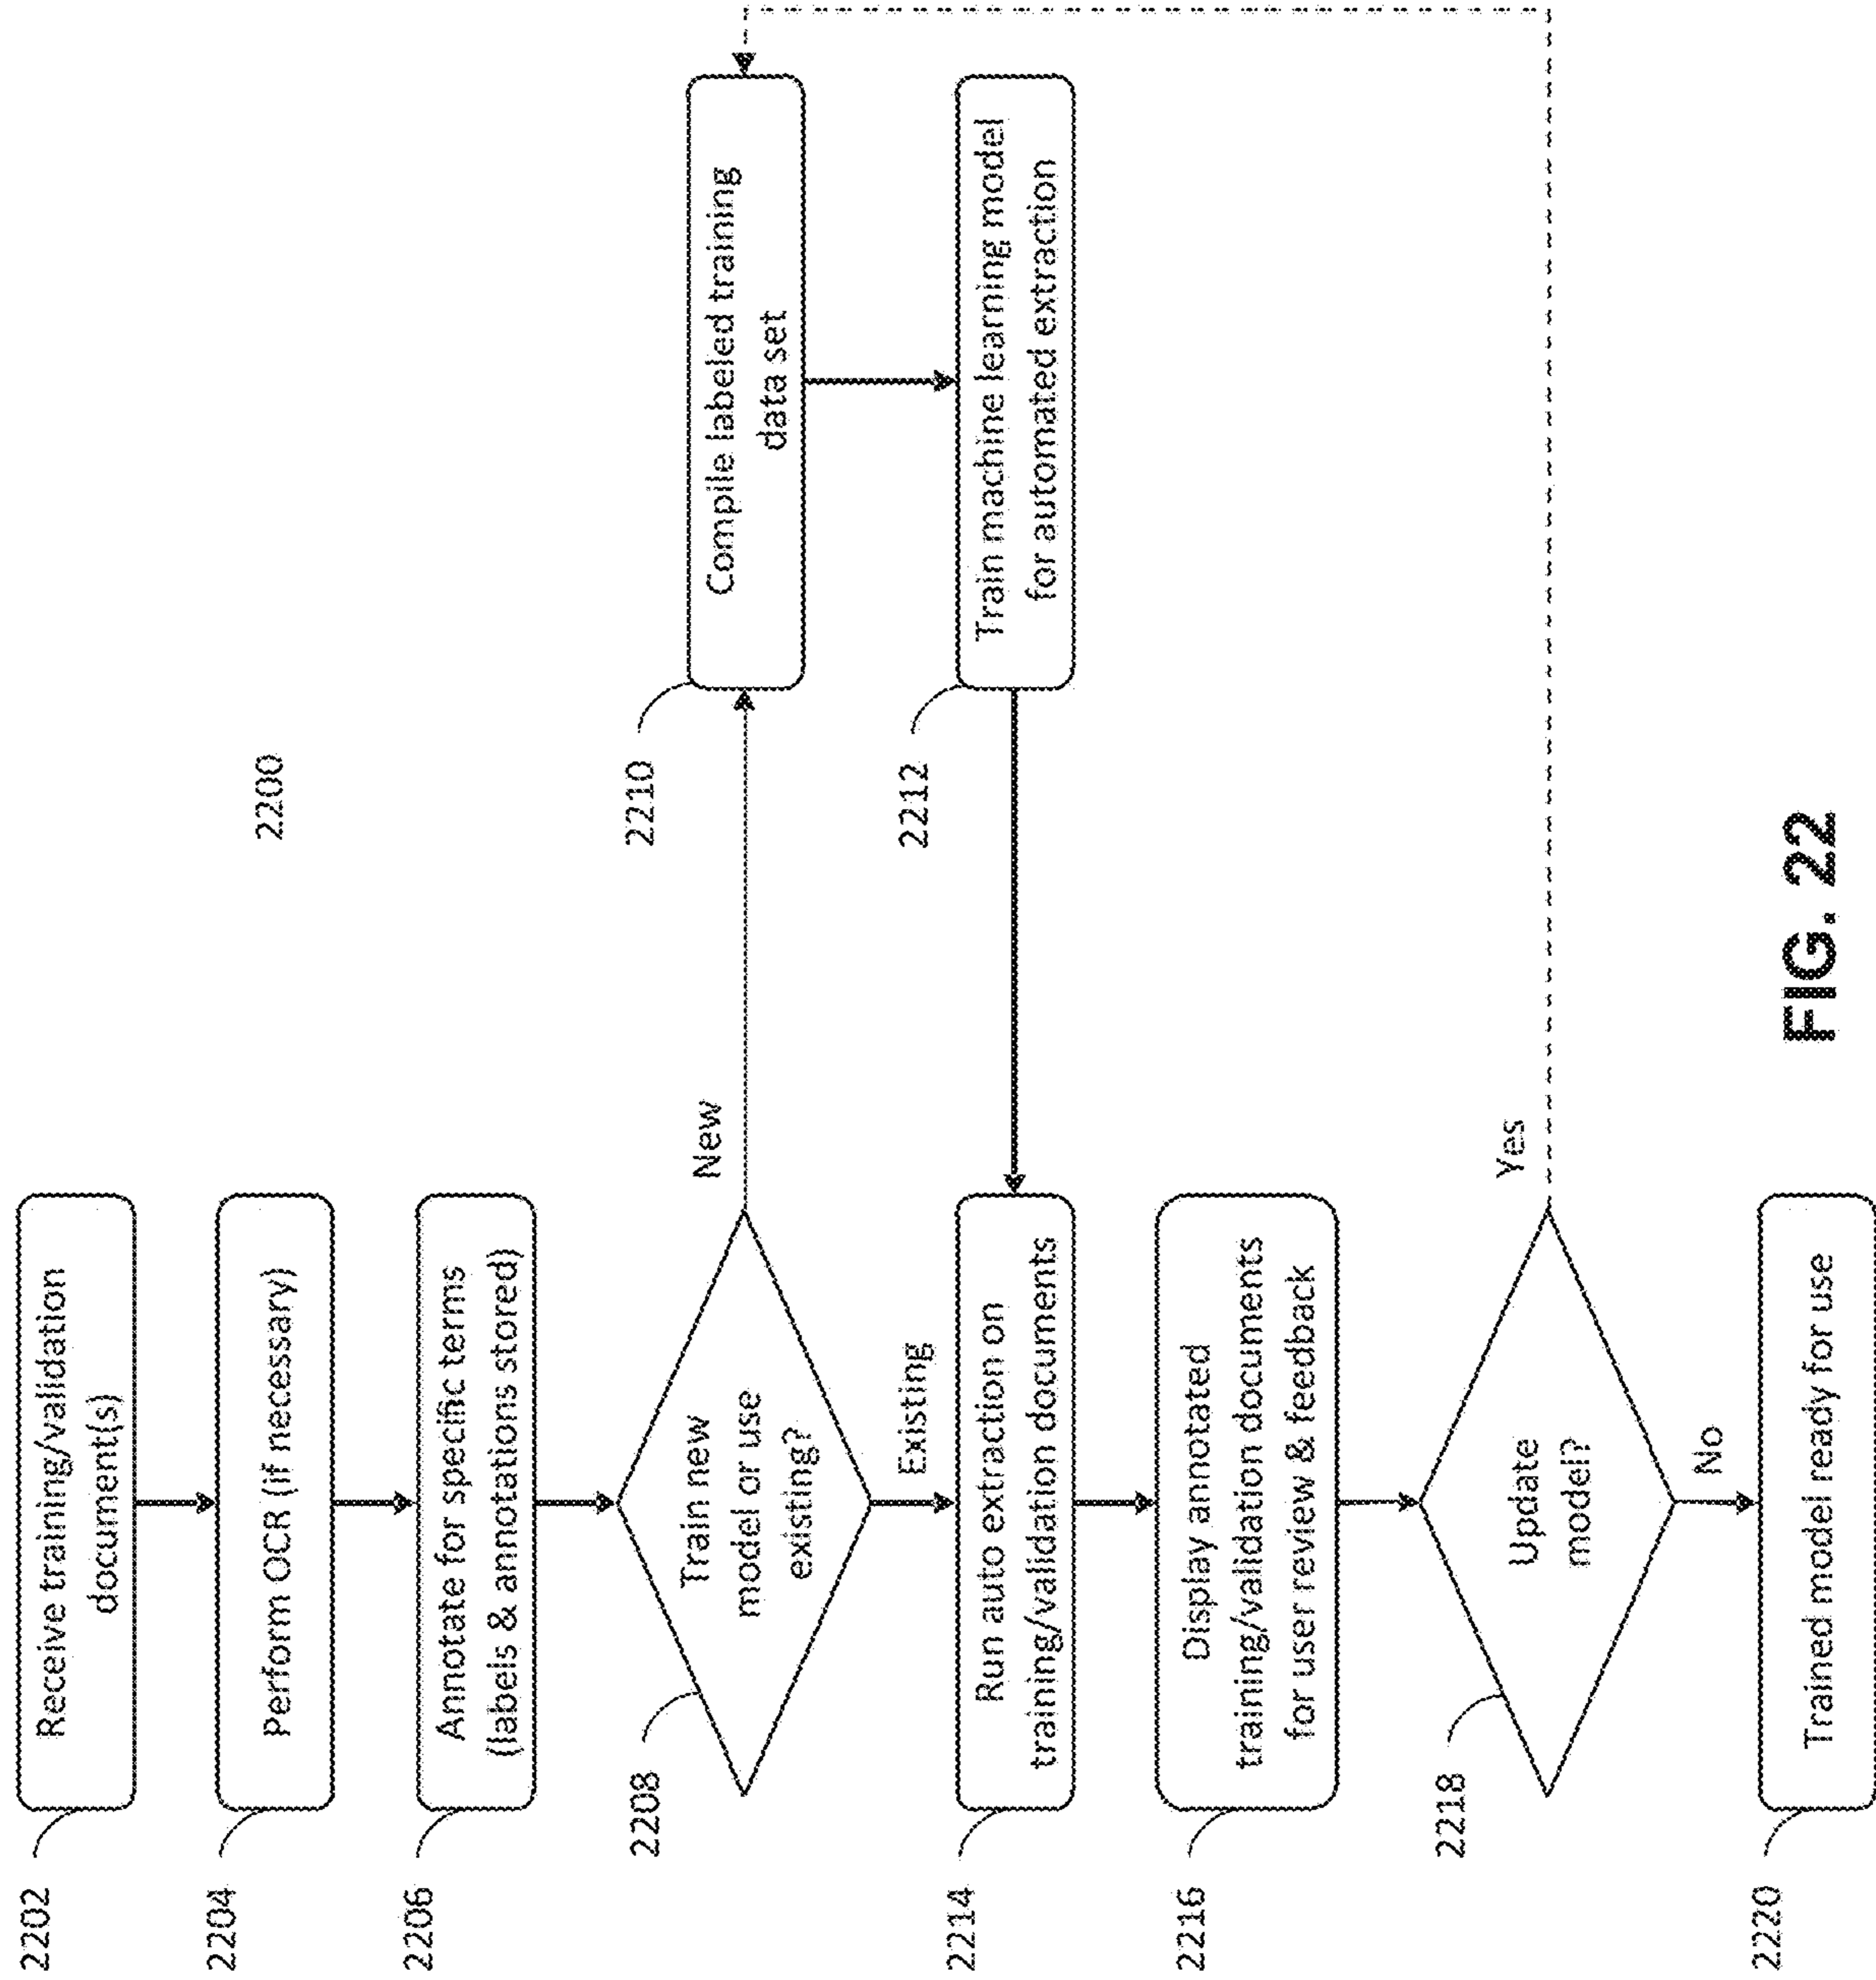 2200
2202
Receive training/validation
document(s)
2204
Perform OCR (if necessary)
2206
Annotate for specific terms
(labels & annotations stored)
2208
Train new
model or use
existing?
New
Existing
2210
Compile labeled training
data set
2212
Train machine learning model
for automated extraction
2214
Run auto extraction on
training/validation documents
2216
Display annotated
training/validation documents
for user review & feedback
2218
Update
model?
Yes
No
2220
Trained model ready for use
FIG. 22